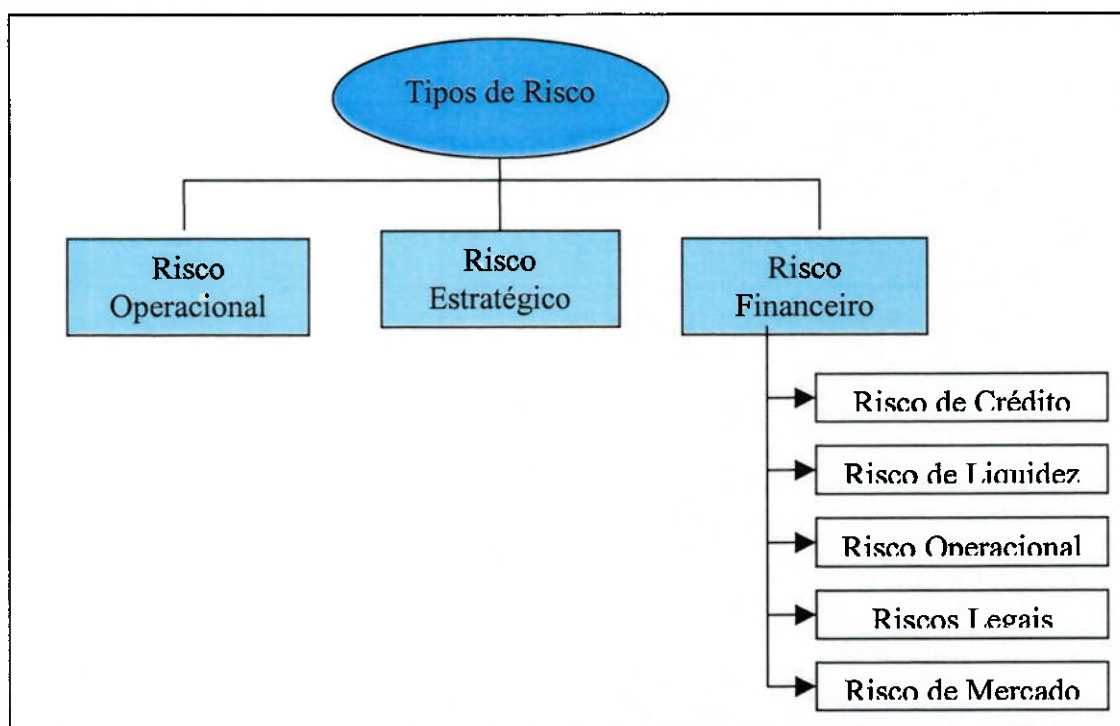 Tipos de Risco
Risco
Operacional
Risco
Estratégico
Risco
Financeiro
Risco de Crédito
Risco de Liquidez
Risco Operacional
Riscos Legais
Risco de Mercado